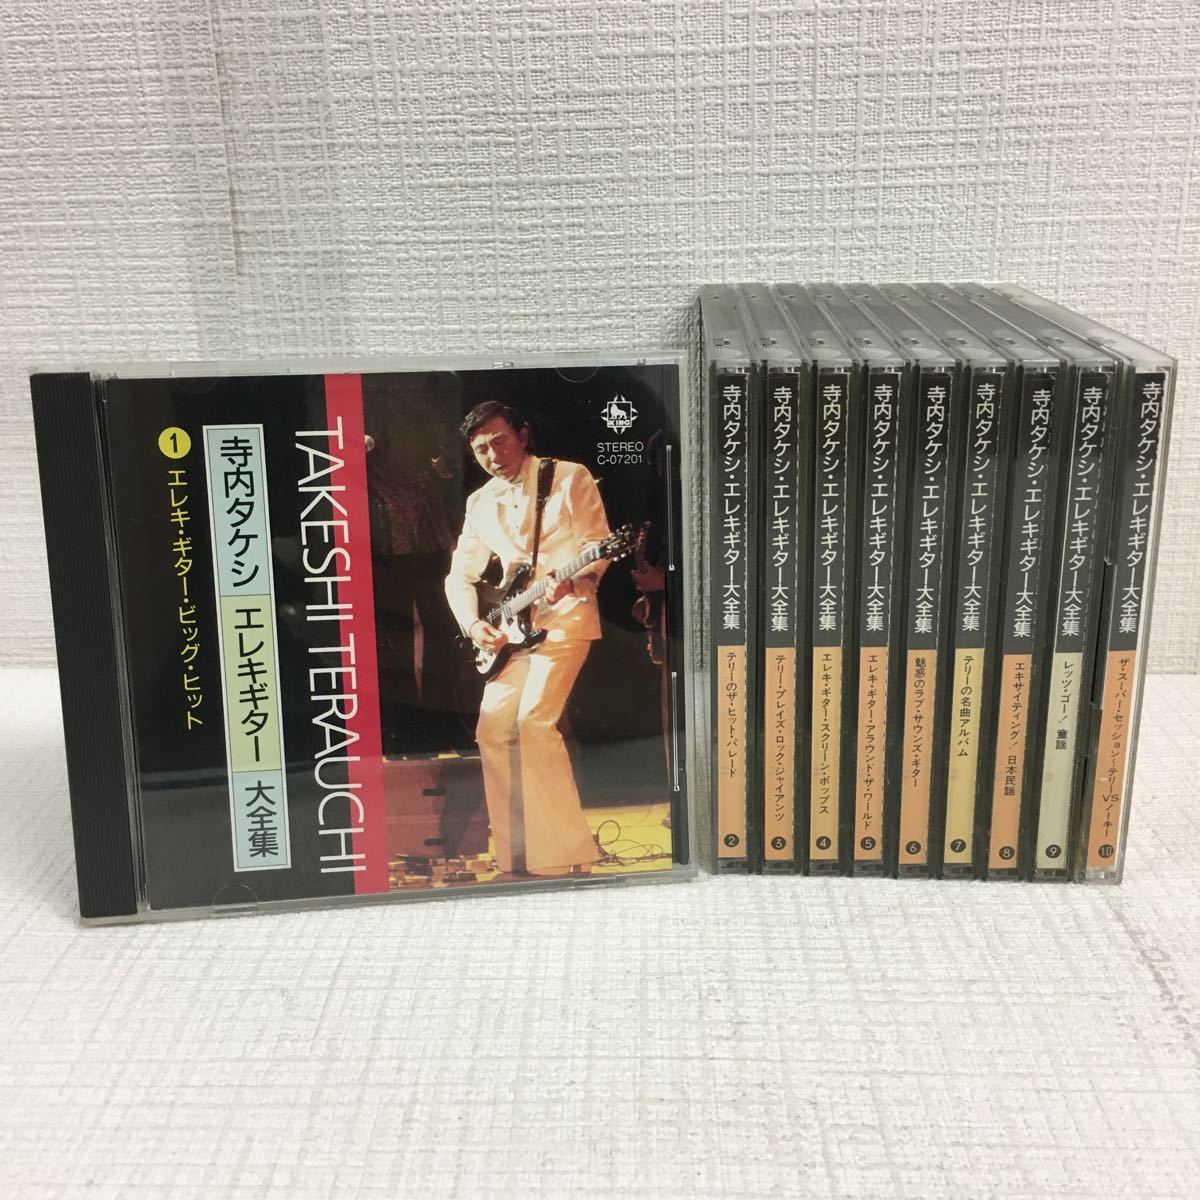 KING
STEREO
C-07201
TAKESHI TERAUCHI
寺内タケシ エレキギター 大全集
1 エレキ・ギター・ビッグ・ヒット
寺内タケシ・エレキギター大全集 テリーのザ・ヒット・パレード 2
寺内タケシ・エレキギター大全集 テリー・プレイズ・ロック・ジャイアンツ 3
寺内タケシ・エレキギター大全集 エレキ・ギター・スクリーン・ポップス 4
寺内タケシ・エレキギター大全集 エレキ・ギター・アラウンド・ザ・ワールド 5
寺内タケシ・エレキギター大全集 魅惑のラブ・サウンズ・ギター 6
寺内タケシ・エレキギター大全集 テリーの名曲アルバム 7
寺内タケシ・エレキギター大全集 エキサイティング！日本民謡 8
寺内タケシ・エレキギター大全集 レッツ・ゴー！童謡 9
寺内タケシ・エレキギター大全集 ザ・スーパー・セッション〜テリーVSノーキー 10